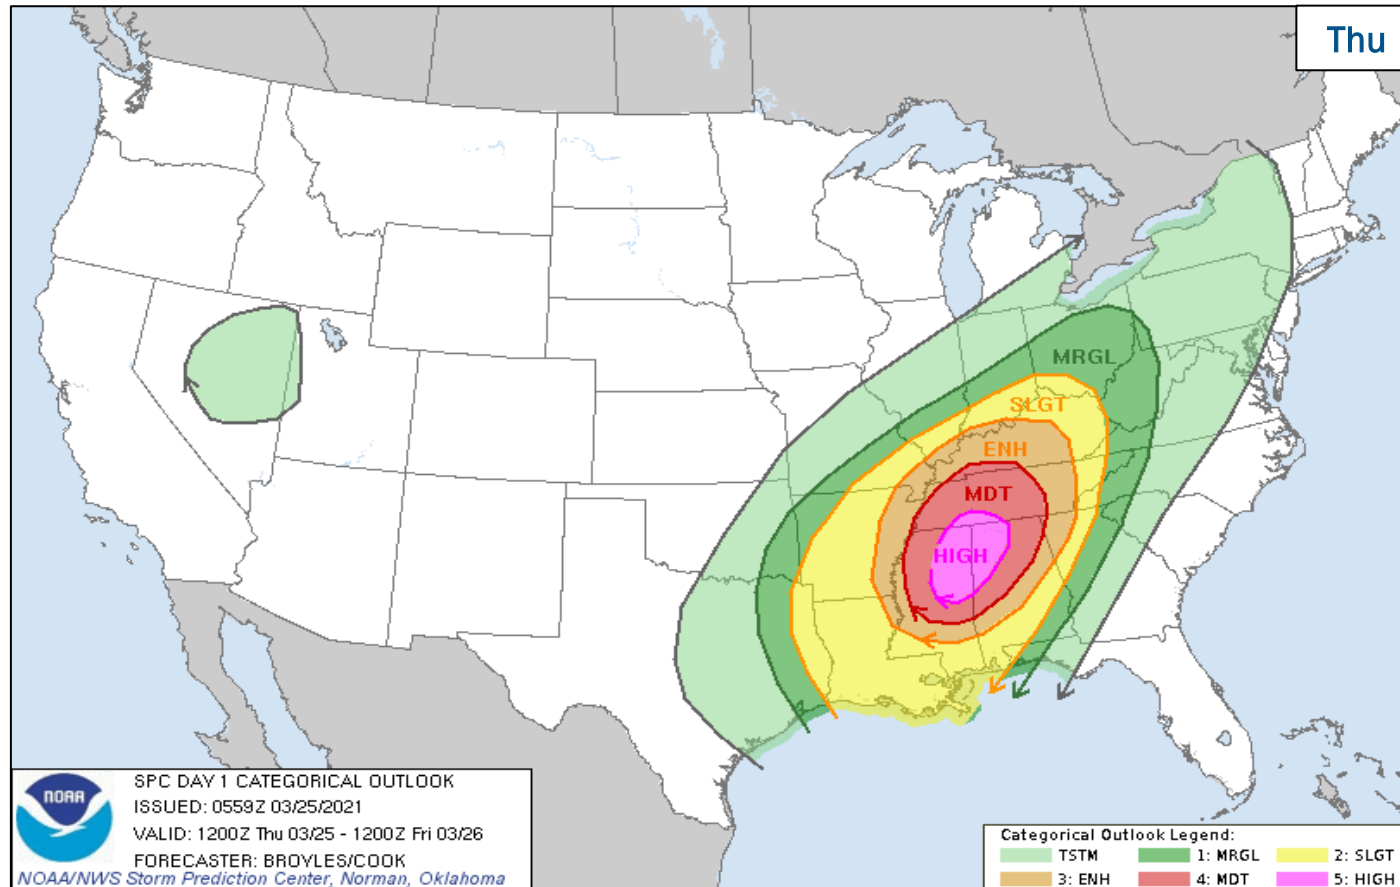 Thu
MRGL
SLGT
ENH
MDT
HIGH
NOAA
SPC DAY 1 CATEGORICAL OUTLOOK
ISSUED: 0559Z 03/25/2021
VALID: 1200Z Thu 03/25 - 1200Z Fri 03/26
FORECASTER: BROYLES/COOK
NOAA/NWS Storm Prediction Center, Norman, Oklahoma
Categorical Outlook Legend:
TSTM 1: MRGL 2: SLGT
3: ENH 4: MDT 5: HIGH